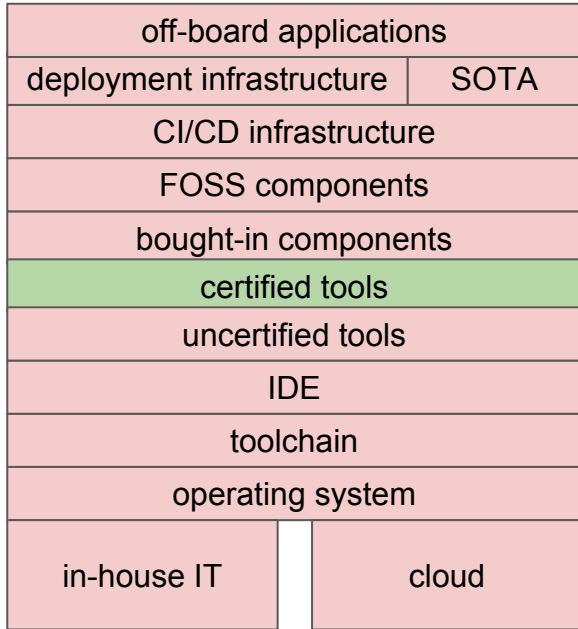 off-board applications
deployment infrastructure SOTA
CI/CD infrastructure
FOSS components
bought-in components
certified tools
uncertified tools
IDE
toolchain
operating system
in-house IT cloud